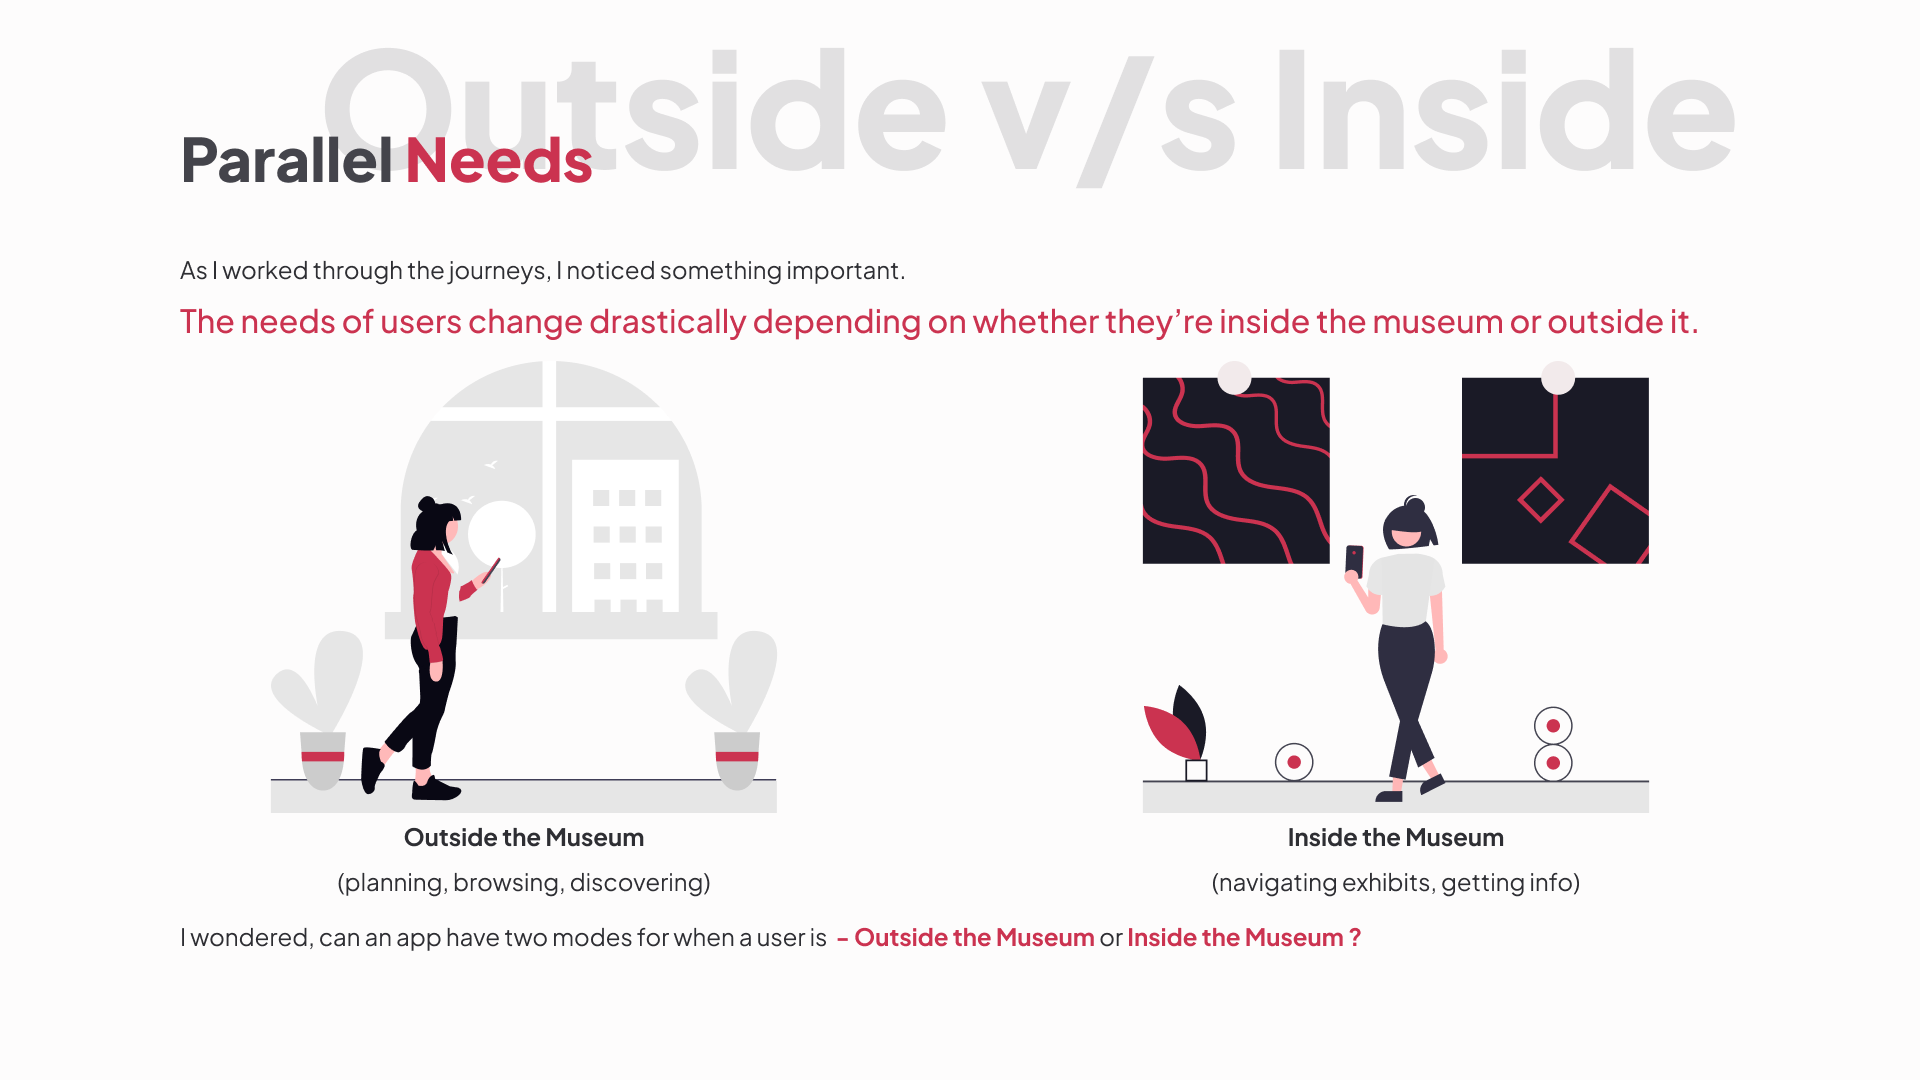 Outside v/s Inside
Parallel Needs
As I worked through the journeys, I noticed something important.
The needs of users change drastically depending on whether they’re inside the museum or outside it.
Outside the Museum
(planning, browsing, discovering)
Inside the Museum
(navigating exhibits, getting info)
I wondered, can an app have two modes for when a user is – Outside the Museum or Inside the Museum ?